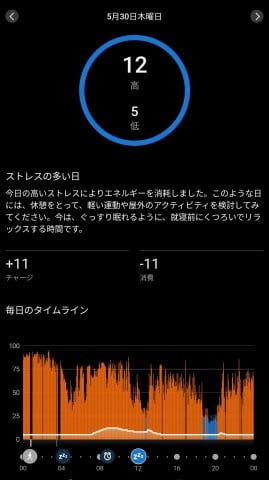 5月30日木曜日
12
高
5
低
ストレスの多い日
今日の高いストレスによりエネルギーを消耗しました。このような日
には、休憩をとって、軽い運動や屋外のアクティビティを検討してみ
てください。今は、ぐっすり眠れるように、就寝前にくつろいでリラ
ックスする時間です。
+11
チャージ
-11
消費
毎日のタイムライン
100
75
50
25
0
00
04
08
12
16
20
00